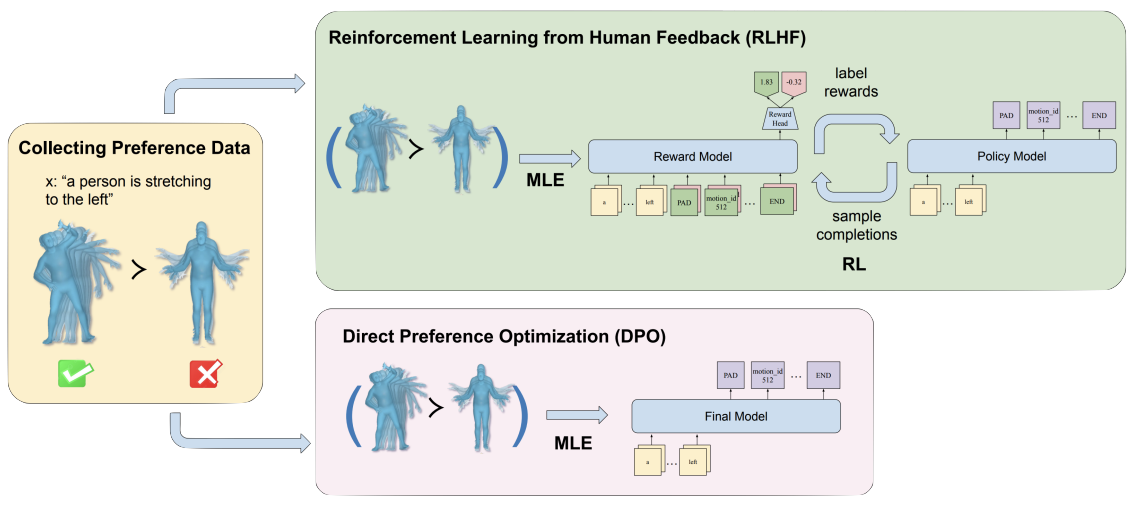 Reinforcement Learning from Human Feedback (RLHF)
1.83
-0.32
label
rewards
Reward
Head
PAD
motion_id
512
...
END
Reward Model
Policy Model
MLE
a
...
left
PAD
motion_id
512
...
END
a
...
left
sample
completions
RL
Collecting Preference Data
x: “a person is stretching
to the left”
Direct Preference Optimization (DPO)
PAD
motion_id
512
...
END
Final Model
MLE
a
...
left